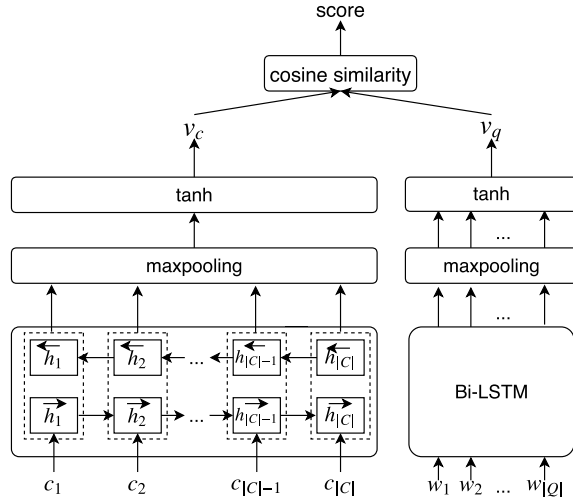 score
cosine similarity
v_c v_q
tanh tanh
...
maxpooling maxpooling
...
h_1 h_2 ... h_{|C|-1} h_{|C|}
Bi-LSTM
h_1 h_2 ... h_{|C|-1} h_{|C|}
c_1 c_2 c_{|C|-1} c_{|C|} w_1 w_2 ... w_{|Q|}